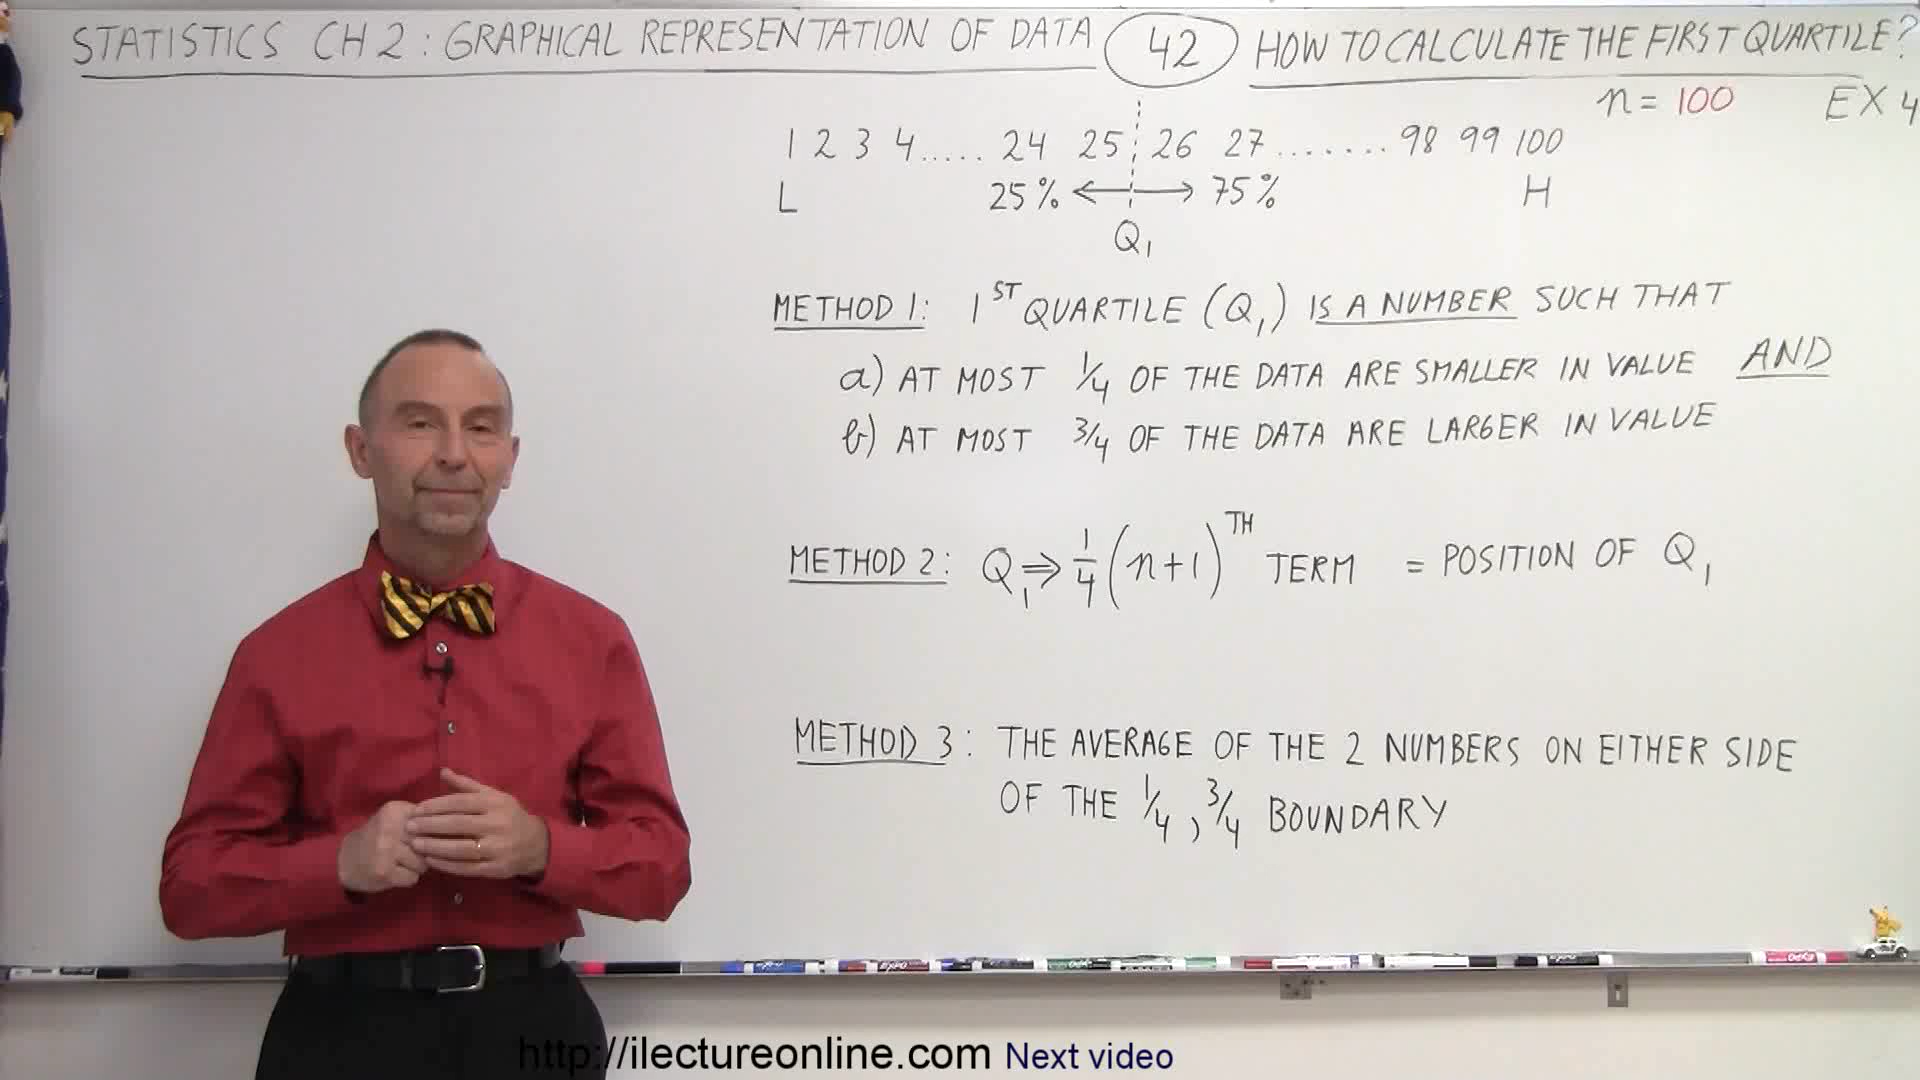 STATISTICS CH 2 : GRAPHICAL REPRESENTATION OF DATA 42 HOW TO CALCULATE THE FIRST QUARTILE?
n = 100 EX 4
1 2 3 4..... 24 25 26 27 ....... 98 99 100
L 25% ← → 75% H
Q₁
METHOD 1: 1ST QUARTILE (Q₁) IS A NUMBER SUCH THAT
a) AT MOST 1/4 OF THE DATA ARE SMALLER IN VALUE AND
b) AT MOST 3/4 OF THE DATA ARE LARGER IN VALUE
METHOD 2: Q₁ ⇒ 1/4 (n+1)TH TERM = POSITION OF Q₁
METHOD 3: THE AVERAGE OF THE 2 NUMBERS ON EITHER SIDE
OF THE 1/4, 3/4 BOUNDARY
http://ilectureonline.com Next video